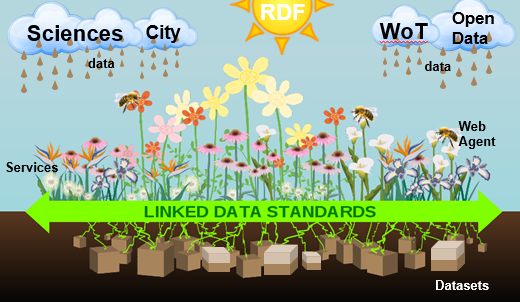 RDF
Sciences
City
data
WoT
Open
Data
data
Web
Agent
Services
LINKED DATA STANDARDS
Datasets